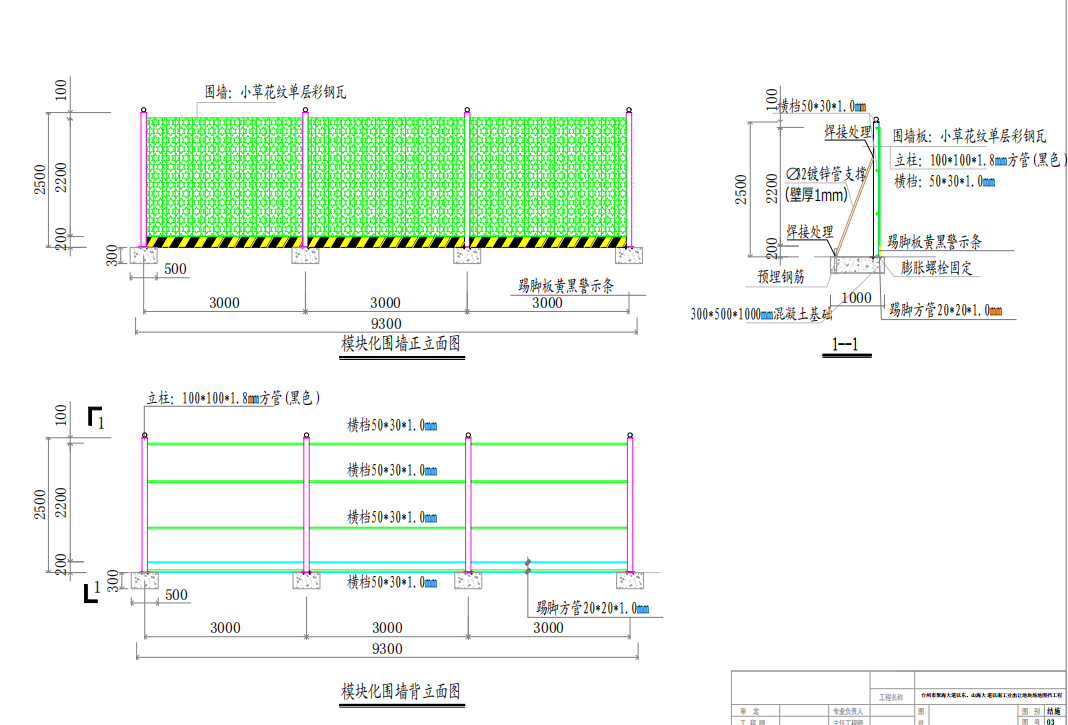 围墙：小草花纹单层彩钢瓦
100
2500
2200
200
300
500
3000
3000
3000
踢脚板黄黑警示条
9300
模块化围墙正立面图
横档50*30*1.0mm
100
焊接处理
围墙板：小草花纹单层彩钢瓦
立柱：100*100*1.8mm方管(黑色)
横档：50*30*1.0mm
∅32镀锌管支撑
(壁厚1mm)
2500
2200
200
焊接处理
踢脚板黄黑警示条
膨胀螺栓固定
预埋钢筋
1000
300*500*1000mm混凝土基础
踢脚方管20*20*1.0mm
1--1
立柱：100*100*1.8mm方管(黑色)
1
100
横档50*30*1.0mm
横档50*30*1.0mm
2500
2200
横档50*30*1.0mm
200
300
1
横档50*30*1.0mm
500
踢脚方管20*20*1.0mm
3000
3000
3000
9300
模块化围墙背立面图
工程名称
审 定
专业负责人
图 别
结施
工 程 师
主任工程师
图 号
03